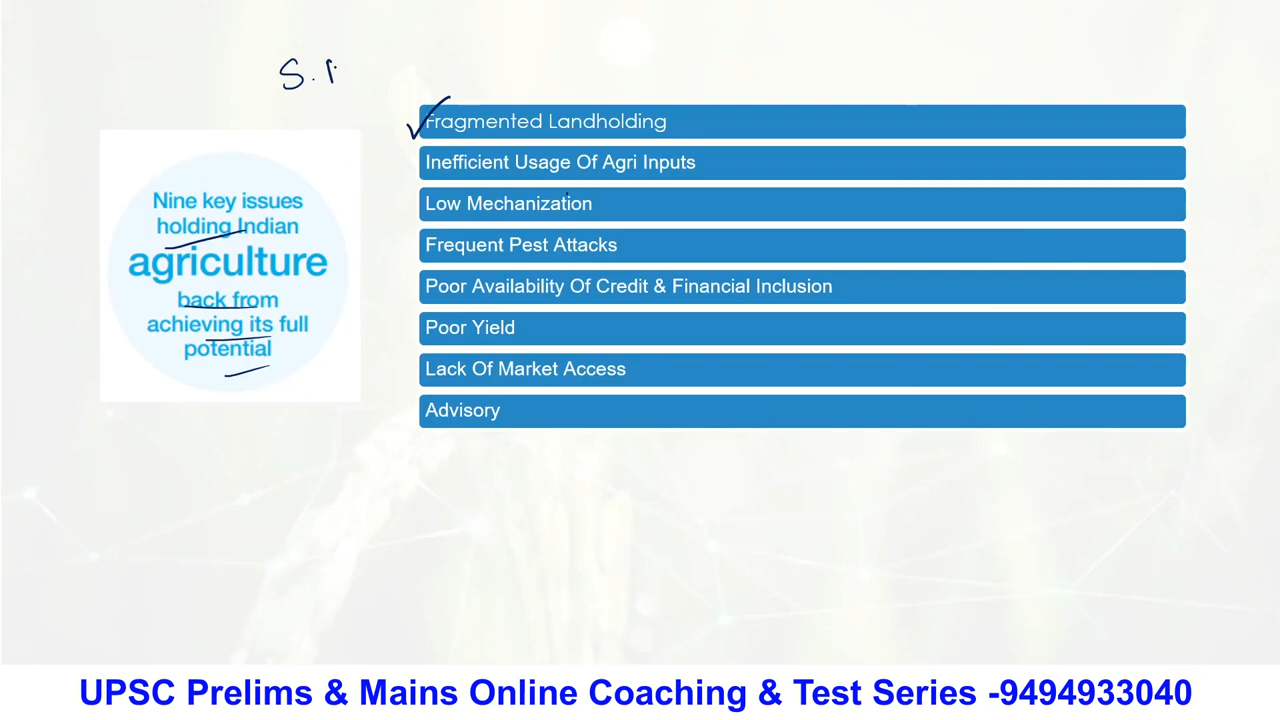 Nine key issues
holding Indian
agriculture
back from
achieving its full
potential
Fragmented Landholding
Inefficient Usage Of Agri Inputs
Low Mechanization
Frequent Pest Attacks
Poor Availability Of Credit & Financial Inclusion
Poor Yield
Lack Of Market Access
Advisory
UPSC Prelims & Mains Online Coaching & Test Series -9494933040